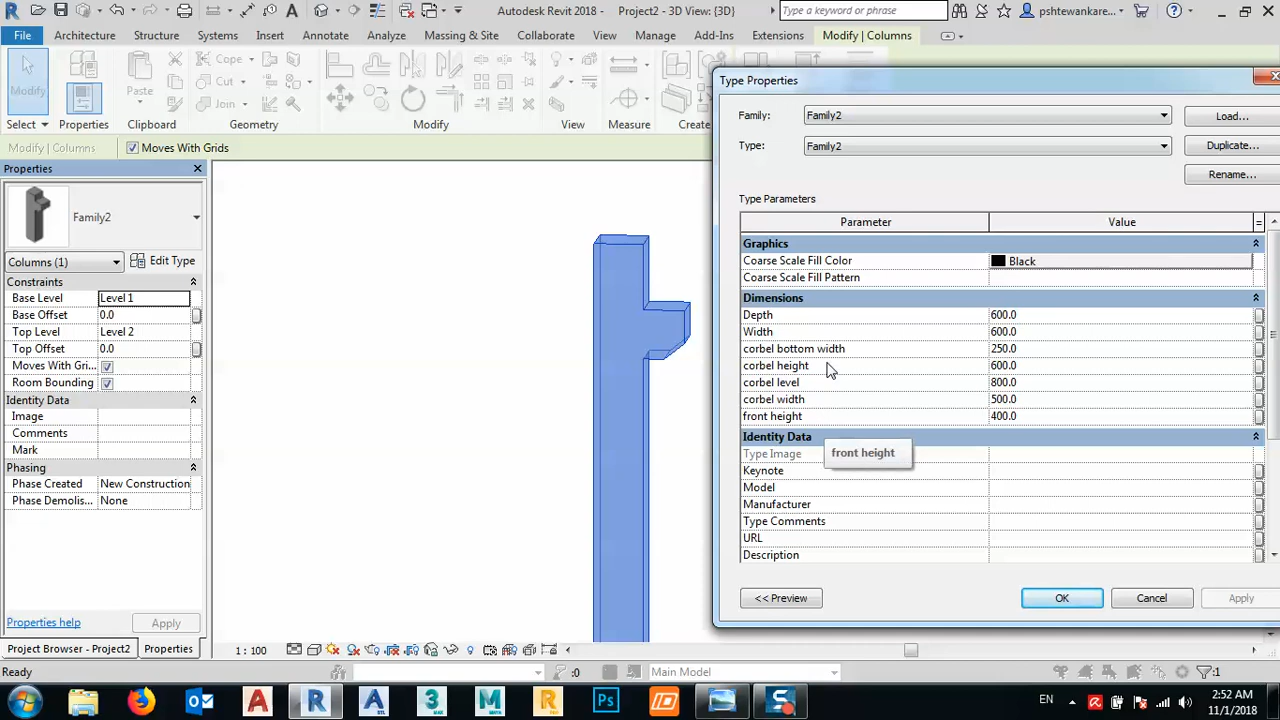 Autodesk Revit 2018 - Project2 - 3D View: {3D}
Type a keyword or phrase
pshtewankare...
File
Architecture
Structure
Systems
Insert
Annotate
Analyze
Massing & Site
Collaborate
View
Manage
Add-Ins
Extensions
Modify | Columns
Modify
Paste
Cope
Cut
Join
Select
Properties
Clipboard
Geometry
Modify
View
Measure
Create
Modify | Columns
Moves With Grids
Properties
Family2
Columns (1)
Edit Type
Constraints
Base Level Level 1
Base Offset 0.0
Top Level Level 2
Top Offset 0.0
Moves With Gri...
Room Bounding
Identity Data
Image
Comments
Mark
Phasing
Phase Created New Construction
Phase Demolis... None
Properties help
Apply
Project Browser - Project2
Properties
Type Properties
Family: Family2 Load...
Type: Family2 Duplicate...
Rename...
Type Parameters
Parameter Value =
Graphics
Coarse Scale Fill Color Black
Coarse Scale Fill Pattern
Dimensions
Depth 600.0
Width 600.0
corbel bottom width 250.0
corbel height 600.0
corbel level 800.0
corbel width 500.0
front height 400.0
Identity Data
front height
Type Image
Keynote
Model
Manufacturer
Type Comments
URL
Description
<< Preview OK Cancel Apply
1 : 100
Ready
:0
Main Model
:1
EN
2:52 AM
11/1/2018